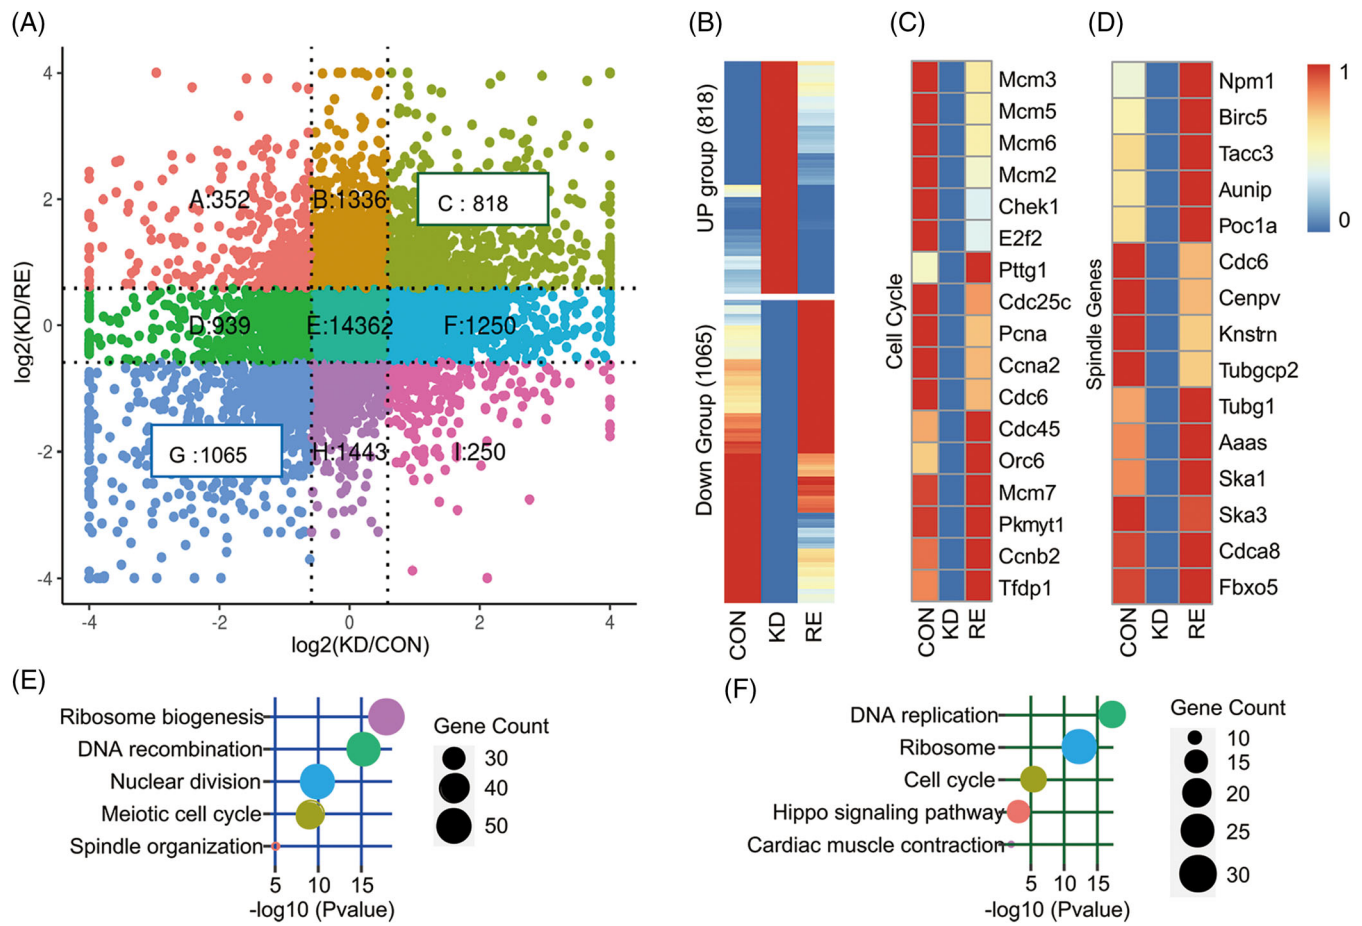 (A)
4
2
0
-2
-4
log2(KD/RE)
A:352
B:1336
C : 818
D:939
E:14362
F:1250
G :1065
H:1443
I:250
-4
-2
0
2
4
log2(KD/CON)
(B)
UP group (818)
Down Group (1065)
CON
KD
RE
(C)
Cell Cycle
Mcm3
Mcm5
Mcm6
Mcm2
Chek1
E2f2
Pttg1
Cdc25c
Pcna
Ccna2
Cdc6
Cdc45
Orc6
Mcm7
Pkmyt1
Ccnb2
Tfdp1
CON
KD
RE
(D)
Spindle Genes
Npm1
Birc5
Tacc3
Aunip
Poc1a
Cdc6
Cenpv
Knstrn
Tubgcp2
Tubg1
Aaas
Ska1
Ska3
Cdca8
Fbxo5
CON
KD
RE
1
0
(E)
Ribosome biogenesis
DNA recombination
Nuclear division
Meiotic cell cycle
Spindle organization
5
10
15
-log10 (Pvalue)
Gene Count
30
40
50
(F)
DNA replication
Ribosome
Cell cycle
Hippo signaling pathway
Cardiac muscle contraction
5
10
15
-log10 (Pvalue)
Gene Count
10
15
20
25
30